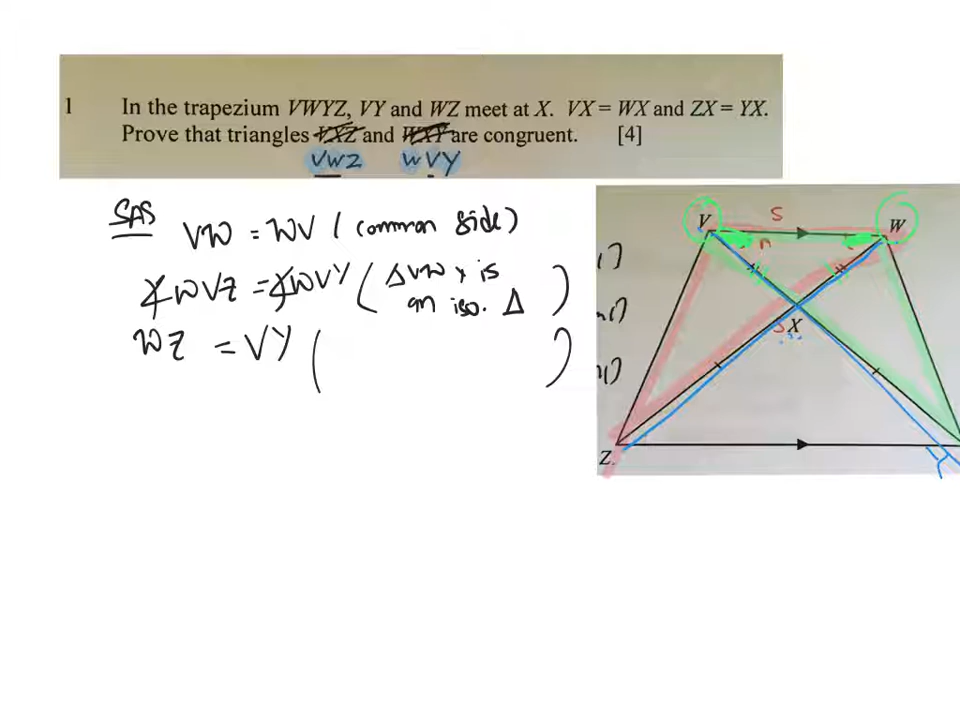 1 In the trapezium VWYZ, VY and WZ meet at X. VX = WX and ZX = YX.
Prove that triangles VXZ and WXY are congruent. [4]
VWZ WVY
SAS
VW = WV (common side)
∡WVZ = ∡WVY (ΔVWX is
an iso. Δ)
WZ = VY ( )
V S W
n
S X
Z